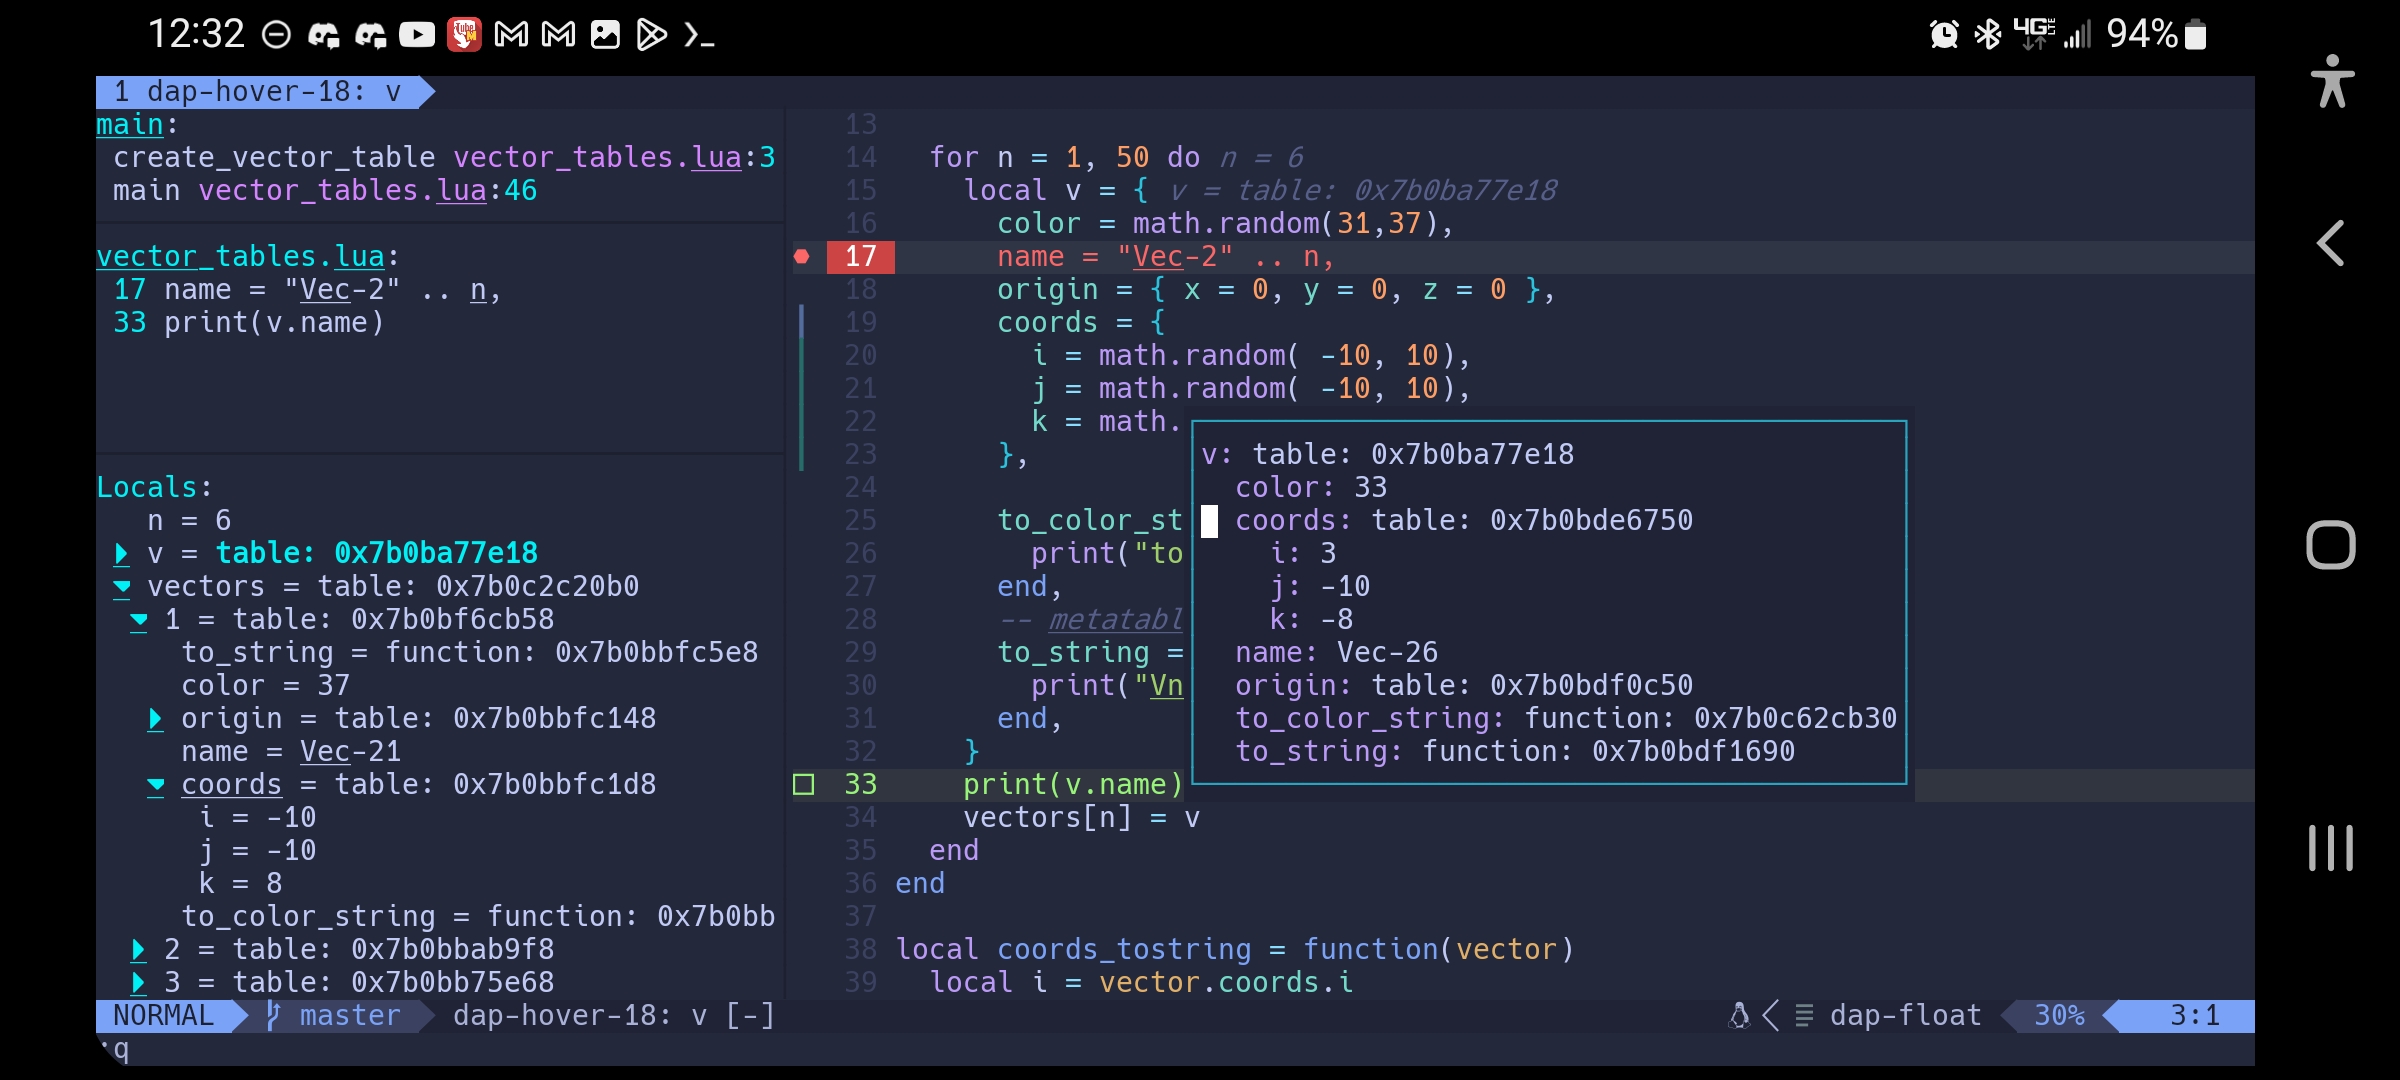 12:32 4G LTE 94%
1 dap-hover-18: v
main:
create_vector_table vector_tables.lua:3
main vector_tables.lua:46
vector_tables.lua:
17 name = "Vec-2" .. n,
33 print(v.name)
Locals:
n = 6
v = table: 0x7b0ba77e18
vectors = table: 0x7b0c2c20b0
1 = table: 0x7b0bf6cb58
to_string = function: 0x7b0bbfc5e8
color = 37
origin = table: 0x7b0bbfc148
name = Vec-21
coords = table: 0x7b0bbfc1d8
i = -10
j = -10
k = 8
to_color_string = function: 0x7b0bb
2 = table: 0x7b0bbab9f8
3 = table: 0x7b0bb75e68
13
14 for n = 1, 50 do n = 6
15 local v = { v = table: 0x7b0ba77e18
16 color = math.random(31,37),
17 name = "Vec-2" .. n,
18 origin = { x = 0, y = 0, z = 0 },
19 coords = {
20 i = math.random( -10, 10),
21 j = math.random( -10, 10),
22 k = math.
23 },
24
25 to_color_st
26 print("to
27 end,
28 -- metatabl
29 to_string =
30 print("Vn
31 end,
32 }
33 print(v.name)
34 vectors[n] = v
35 end
36 end
37
38 local coords_tostring = function(vector)
39 local i = vector.coords.i
v: table: 0x7b0ba77e18
color: 33
coords: table: 0x7b0bde6750
i: 3
j: -10
k: -8
name: Vec-26
origin: table: 0x7b0bdf0c50
to_color_string: function: 0x7b0c62cb30
to_string: function: 0x7b0bdf1690
NORMAL master dap-hover-18: v [-] dap-float 30% 3:1
:q